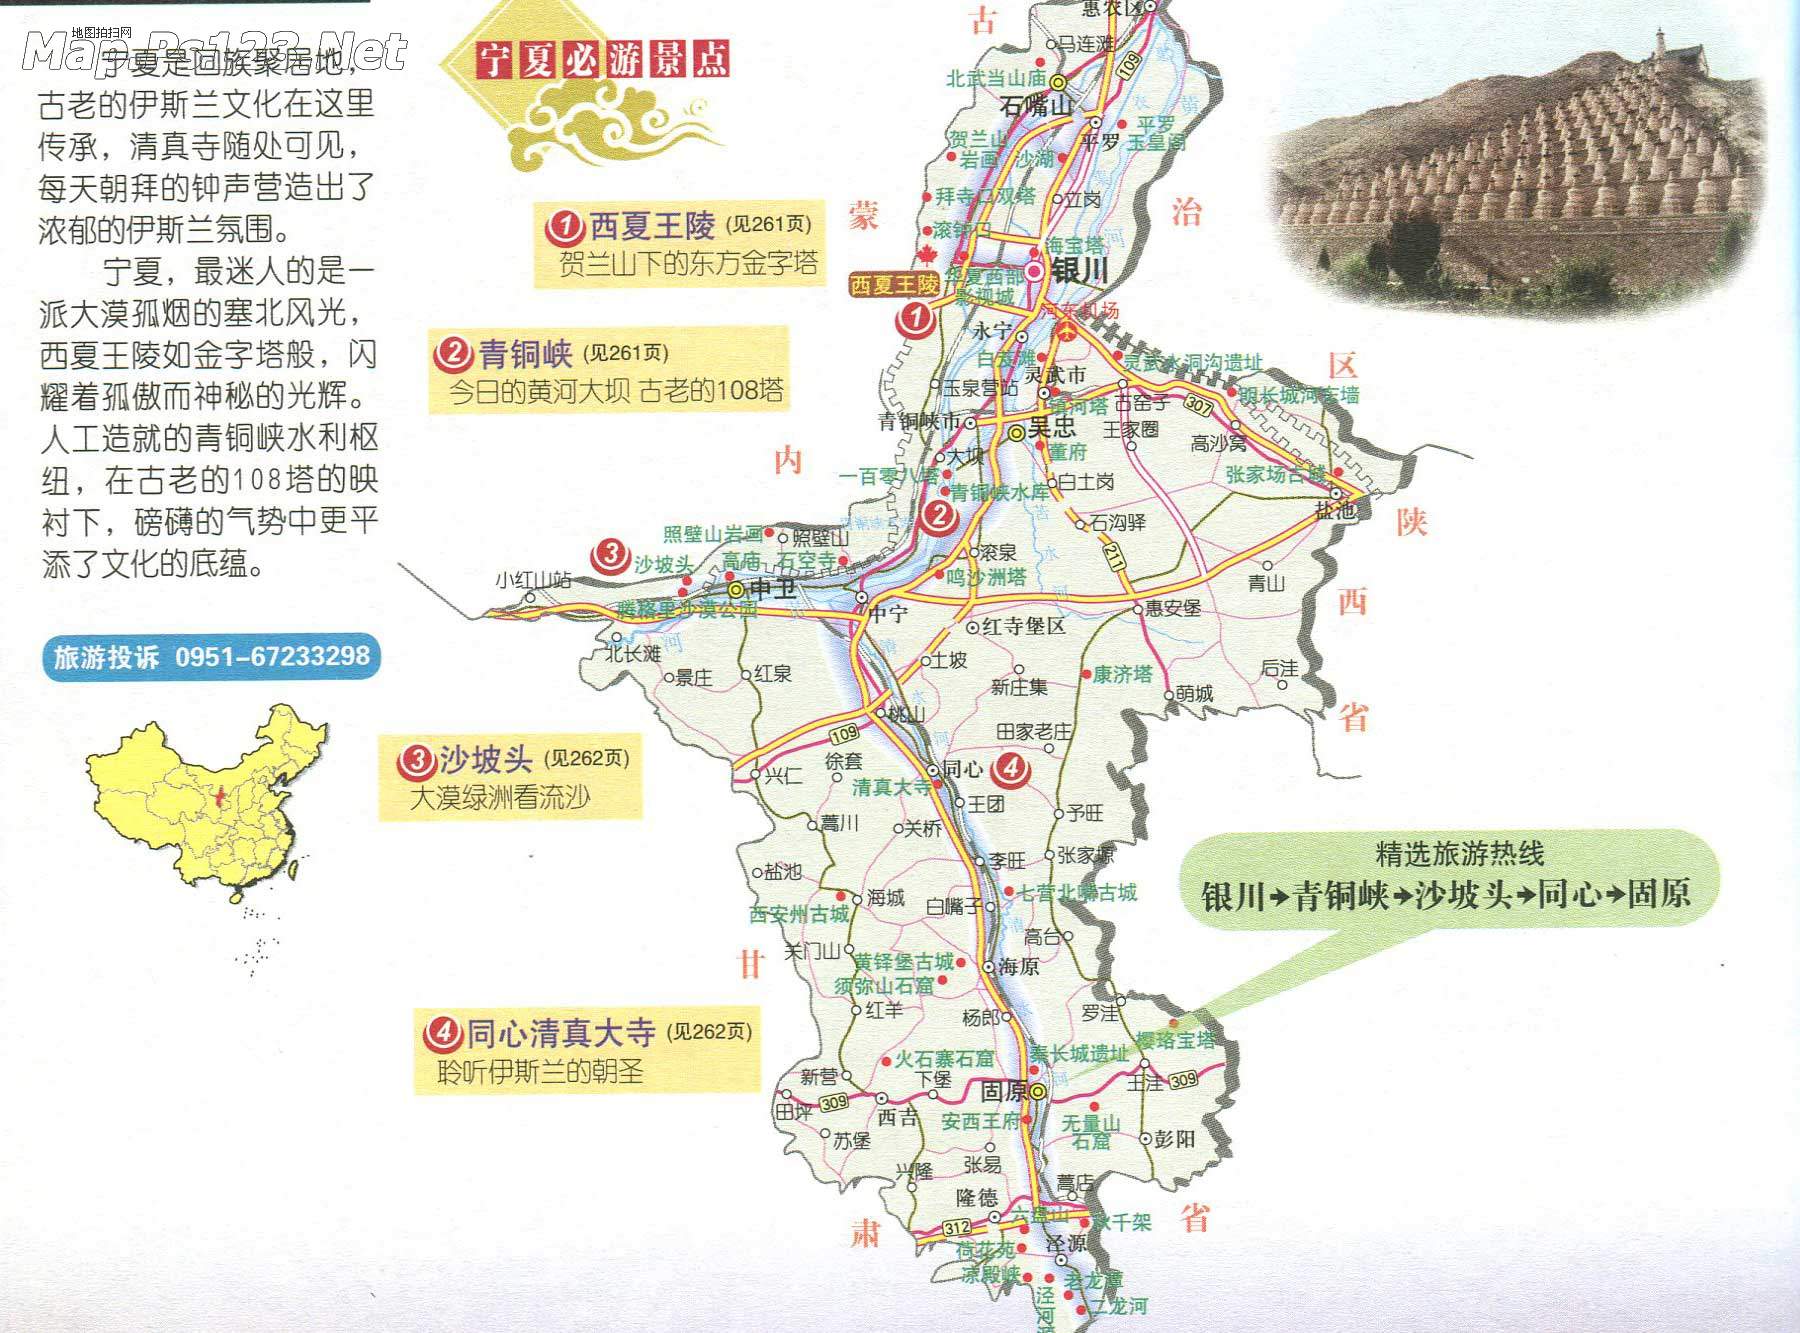 地图拍拍网
Map.Ps123.Net
宁夏是回族聚居地，
古老的伊斯兰文化在这里
传承，清真寺随处可见，
每天朝拜的钟声营造出了
浓郁的伊斯兰氛围。
宁夏，最迷人的是一
派大漠孤烟的塞北风光，
西夏王陵如金字塔般，闪
耀着孤傲而神秘的光辉。
人工造就的青铜峡水利枢
纽，在古老的108塔的映
衬下，磅礴的气势中更平
添了文化的底蕴。
旅游投诉 0951-67233298
宁夏必游景点
1 西夏王陵 (见261页)
贺兰山下的东方金字塔
2 青铜峡 (见261页)
今日的黄河大坝 古老的108塔
3 沙坡头 (见262页)
大漠绿洲看流沙
4 同心清真大寺 (见262页)
聆听伊斯兰的朝圣
精选旅游热线
银川→青铜峡→沙坡头→同心→固原
古
惠农区
马连滩
109
北武当山庙
石嘴山
平罗
平罗
玉皇阁
贺兰山
岩画
沙湖
拜寺口双塔
立岗
蒙
治
滚钟口
海宝塔
银川
华夏西部
影视城
西夏王陵
1
河东机场
永宁
白芨滩
灵武水洞沟遗址
区
玉泉营站
灵武市
镇河塔
古窑子
307
明长城河东墙
青铜峡市
吴忠
王家圈
高沙窝
内
大坝
董府
一百零八塔
青铜峡水库
白土岗
张家场古城
盐池
2
石沟驿
陕
照壁山岩画
照壁山
3
沙坡头
高庙
石空寺
滚泉
211
鸣沙洲塔
青山
小红山站
中卫
腾格里沙漠公园
中宁
惠安堡
西
河
北长滩
红寺堡区
景庄
红泉
土坡
新庄集
康济塔
后洼
萌城
桃山
省
109
田家老庄
兴仁
徐套
同心
4
清真大寺
王团
予旺
蒿川
关桥
李旺
张家塬
盐池
海城
白嘴子
七营北嘴古城
西安州古城
高台
甘
关门山
黄铎堡古城
海原
须弥山石窟
红羊
杨郎
罗洼
樱珞宝塔
秦长城遗址
火石寨石窟
新营
下堡
固原
王洼
309
田坪
309
西吉
安西王府
无量山
石窟
彭阳
苏堡
张易
兴隆
蒿店
隆德
六盘山
秋千架
省
肃
312
荷花苑
泾源
凉殿峡
老龙潭
二龙河
泾
河
源